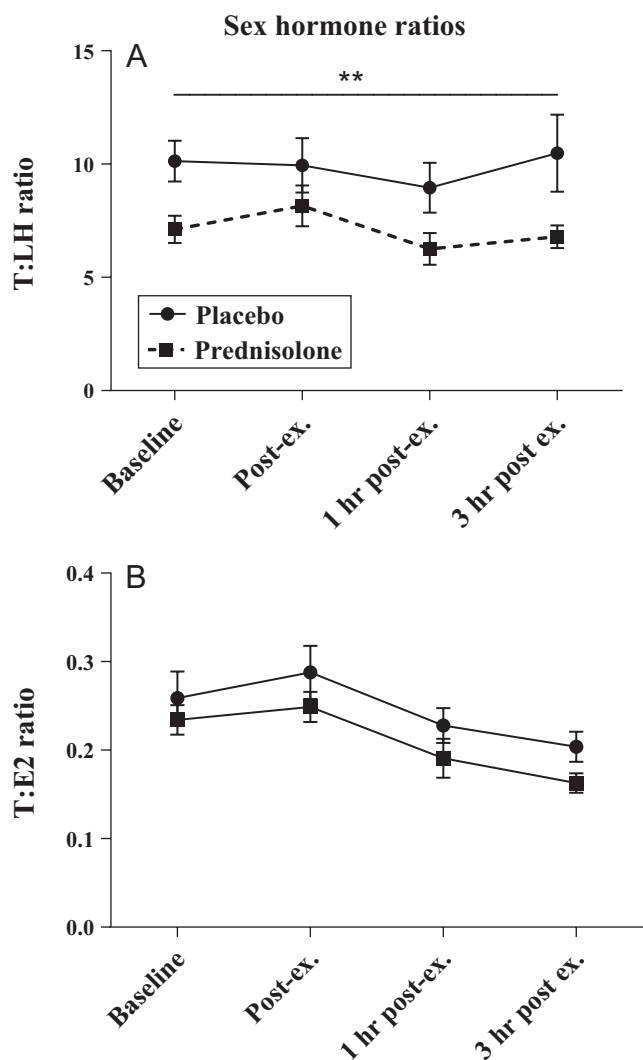 Sex hormone ratios
A
**
15
10
5
0
T:LH ratio
Placebo
Prednisolone
Baseline
Post-ex.
1 hr post-ex.
3 hr post ex.
B
0.4
0.3
0.2
0.1
0.0
T:E2 ratio
Baseline
Post-ex.
1 hr post-ex.
3 hr post ex.